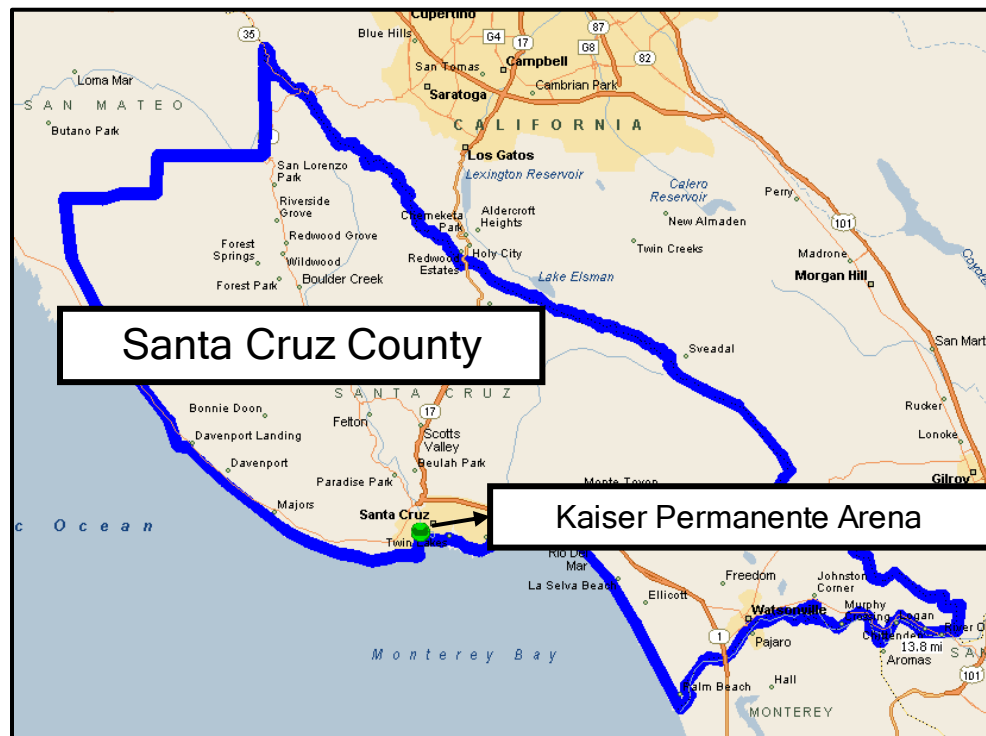 Cupertino
87
35
Blue Hills
G4
17
G8
82
Loma Mar
San Tomas
Campbell
Cambrian Park
SAN MATEO
Saratoga
Butano Park
CALIFORNIA
Los Gatos
San Lorenzo
Park
Lexington Reservoir
Calero
Reservoir
Perry
Riverside
Grove
Chemeketa
Park
Aldercroft
Heights
New Almaden
101
Forest
Springs
Redwood Grove
Holy City
Twin Creeks
Madrone
Wildwood
Redwood
Estates
Coyote
Forest Park
Boulder Creek
Lake Elsman
Morgan Hill
Santa Cruz County
Sveadal
San Mart
SANTA CRUZ
Rucker
Bonnie Doon
Felton
17
Scotts
Valley
Lonoke
Davenport Landing
Davenport
Beulah Park
Paradise Park
Gilroy
Majors
Santa Cruz
Kaiser Permanente Arena
c Ocean
Twin
Rio Del
Mar
La Selva Beach
Freedom
Johnston
Corner
Ellicott
Watsonville
Murphy
Logan
River O
1
Pajaro
Chittenden
13.8 mi
SAN
Aromas
Monterey Bay
Palm Beach
Hall
101
MONTEREY